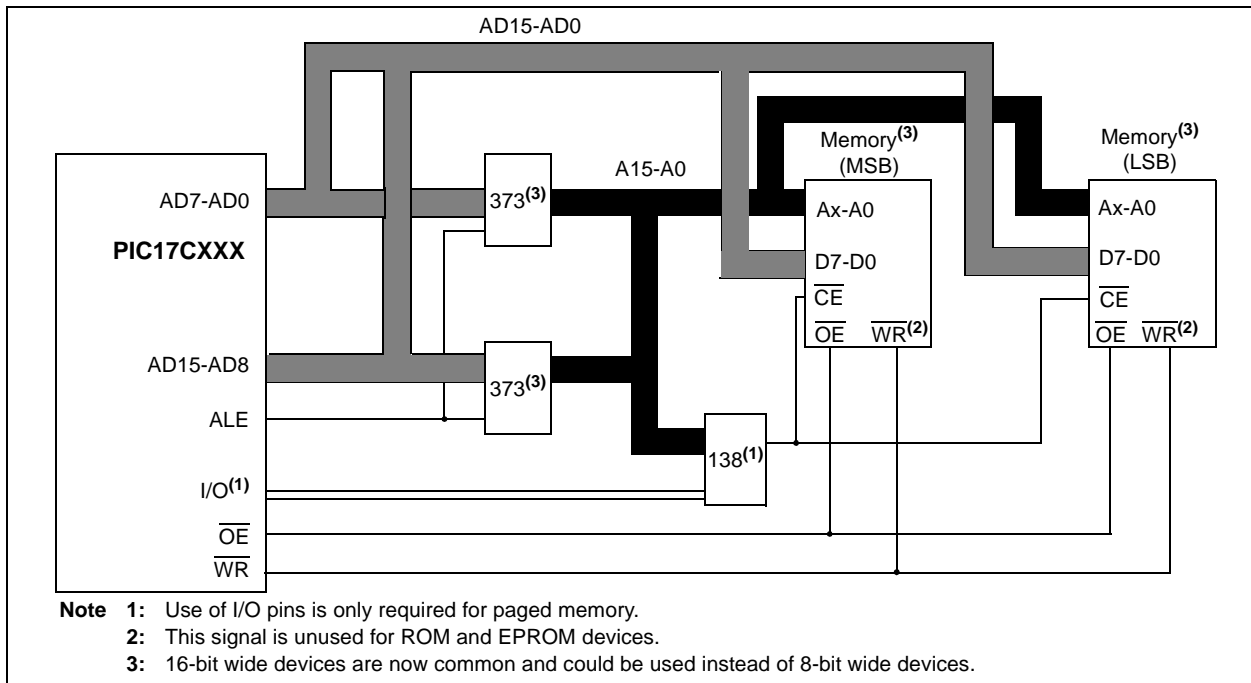 AD15-AD0
Memory(3)
(MSB)
Memory(3)
(LSB)
A15-A0
AD7-AD0
373(3)
Ax-A0
Ax-A0
PIC17CXXX
D7-D0
D7-D0
CE
CE
OE WR(2)
OE WR(2)
AD15-AD8
373(3)
ALE
138(1)
I/O(1)
OE
WR
Note 1: Use of I/O pins is only required for paged memory.
2: This signal is unused for ROM and EPROM devices.
3: 16-bit wide devices are now common and could be used instead of 8-bit wide devices.